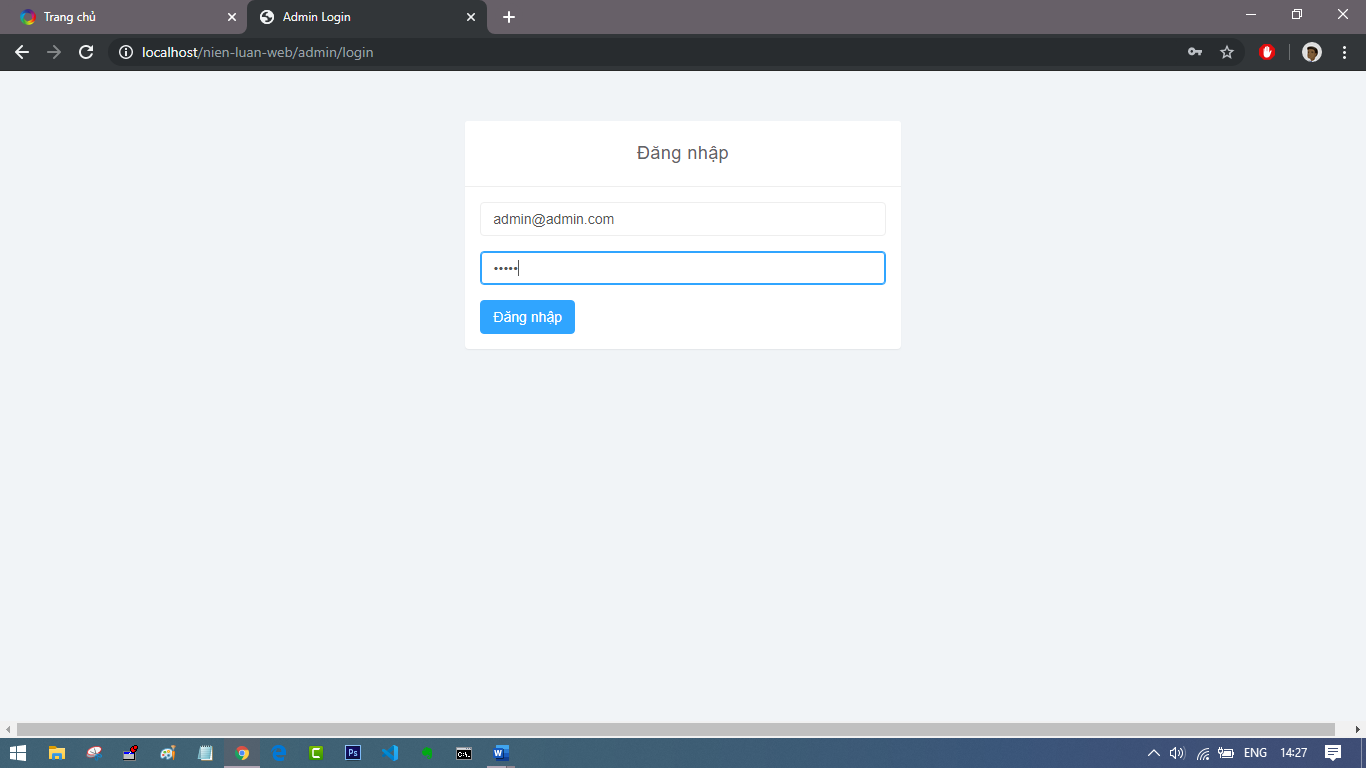 Trang chủ
Admin Login
localhost/nien-luan-web/admin/login
Đăng nhập
admin@admin.com
•••••
Đăng nhập
C
Ps
C:\.
W
ENG
14:27